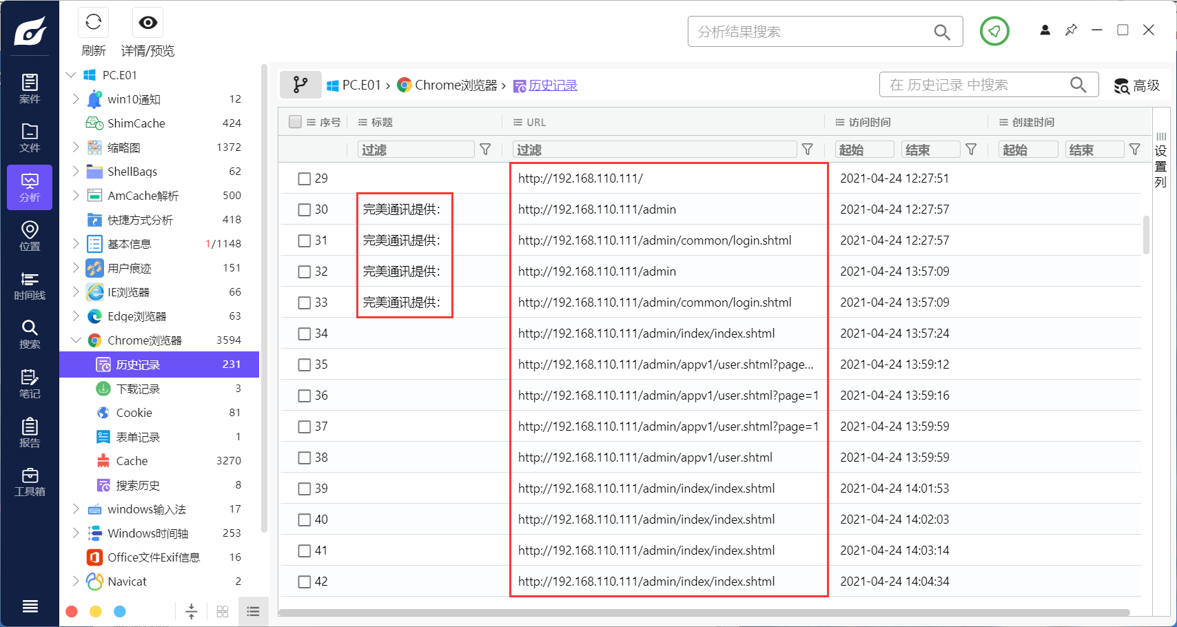 刷新 详情/预览 分析结果搜索
案件
文件
分析
位置
时间线
搜索
笔记
报告
工具箱
PC.E01
win10通知 12
ShimCache 424
缩略图 1372
ShellBags 62
AmCache解析 500
快捷方式分析 418
基本信息 1/1148
用户痕迹 151
IE浏览器 66
Edge浏览器 63
Chrome浏览器 3594
历史记录 231
下载记录 3
Cookie 81
表单记录 1
Cache 3270
搜索历史 8
windows输入法 17
Windows时间轴 253
Office文件Exif信息 16
Navicat 2
PC.E01 › Chrome浏览器 › 历史记录 在 历史记录 中搜索 高级
序号 标题 URL 访问时间 创建时间
过滤 过滤 起始 结束 起始 结束
29 http://192.168.110.111/ 2021-04-24 12:27:51
30 完美通讯提供: http://192.168.110.111/admin 2021-04-24 12:27:57
31 完美通讯提供: http://192.168.110.111/admin/common/login.shtml 2021-04-24 12:27:57
32 完美通讯提供: http://192.168.110.111/admin 2021-04-24 13:57:09
33 完美通讯提供: http://192.168.110.111/admin/common/login.shtml 2021-04-24 13:57:09
34 http://192.168.110.111/admin/index/index.shtml 2021-04-24 13:57:24
35 http://192.168.110.111/admin/appv1/user.shtml?page... 2021-04-24 13:59:12
36 http://192.168.110.111/admin/appv1/user.shtml?page=1 2021-04-24 13:59:16
37 http://192.168.110.111/admin/appv1/user.shtml?page=1 2021-04-24 13:59:59
38 http://192.168.110.111/admin/appv1/user.shtml 2021-04-24 13:59:59
39 http://192.168.110.111/admin/index/index.shtml 2021-04-24 14:01:53
40 http://192.168.110.111/admin/index/index.shtml 2021-04-24 14:02:03
41 http://192.168.110.111/admin/index/index.shtml 2021-04-24 14:03:14
42 http://192.168.110.111/admin/index/index.shtml 2021-04-24 14:04:34
设置列